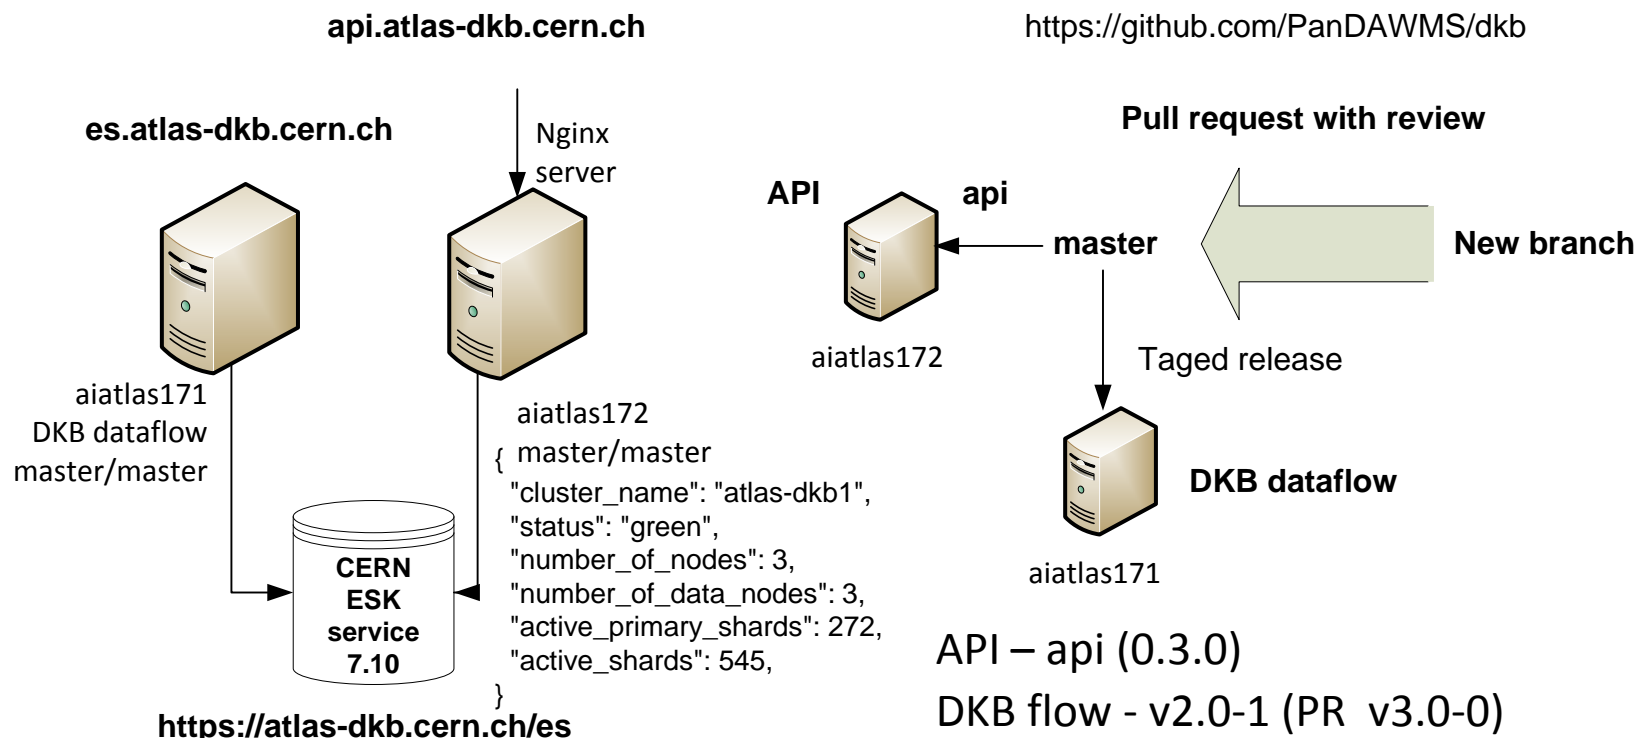 api.atlas-dkb.cern.ch
https://github.com/PanDAWMS/dkb
es.atlas-dkb.cern.ch
Nginx
server
Pull request with review
API
api
master
New branch
aiatlas172
Taged release
aiatlas171
DKB dataflow
master/master
aiatlas172
master/master
{
"cluster_name": "atlas-dkb1",
"status": "green",
"number_of_nodes": 3,
"number_of_data_nodes": 3,
"active_primary_shards": 272,
"active_shards": 545,
}
CERN
ESK
service
7.10
https://atlas-dkb.cern.ch/es
DKB dataflow
aiatlas171
API – api (0.3.0)
DKB flow - v2.0-1 (PR v3.0-0)